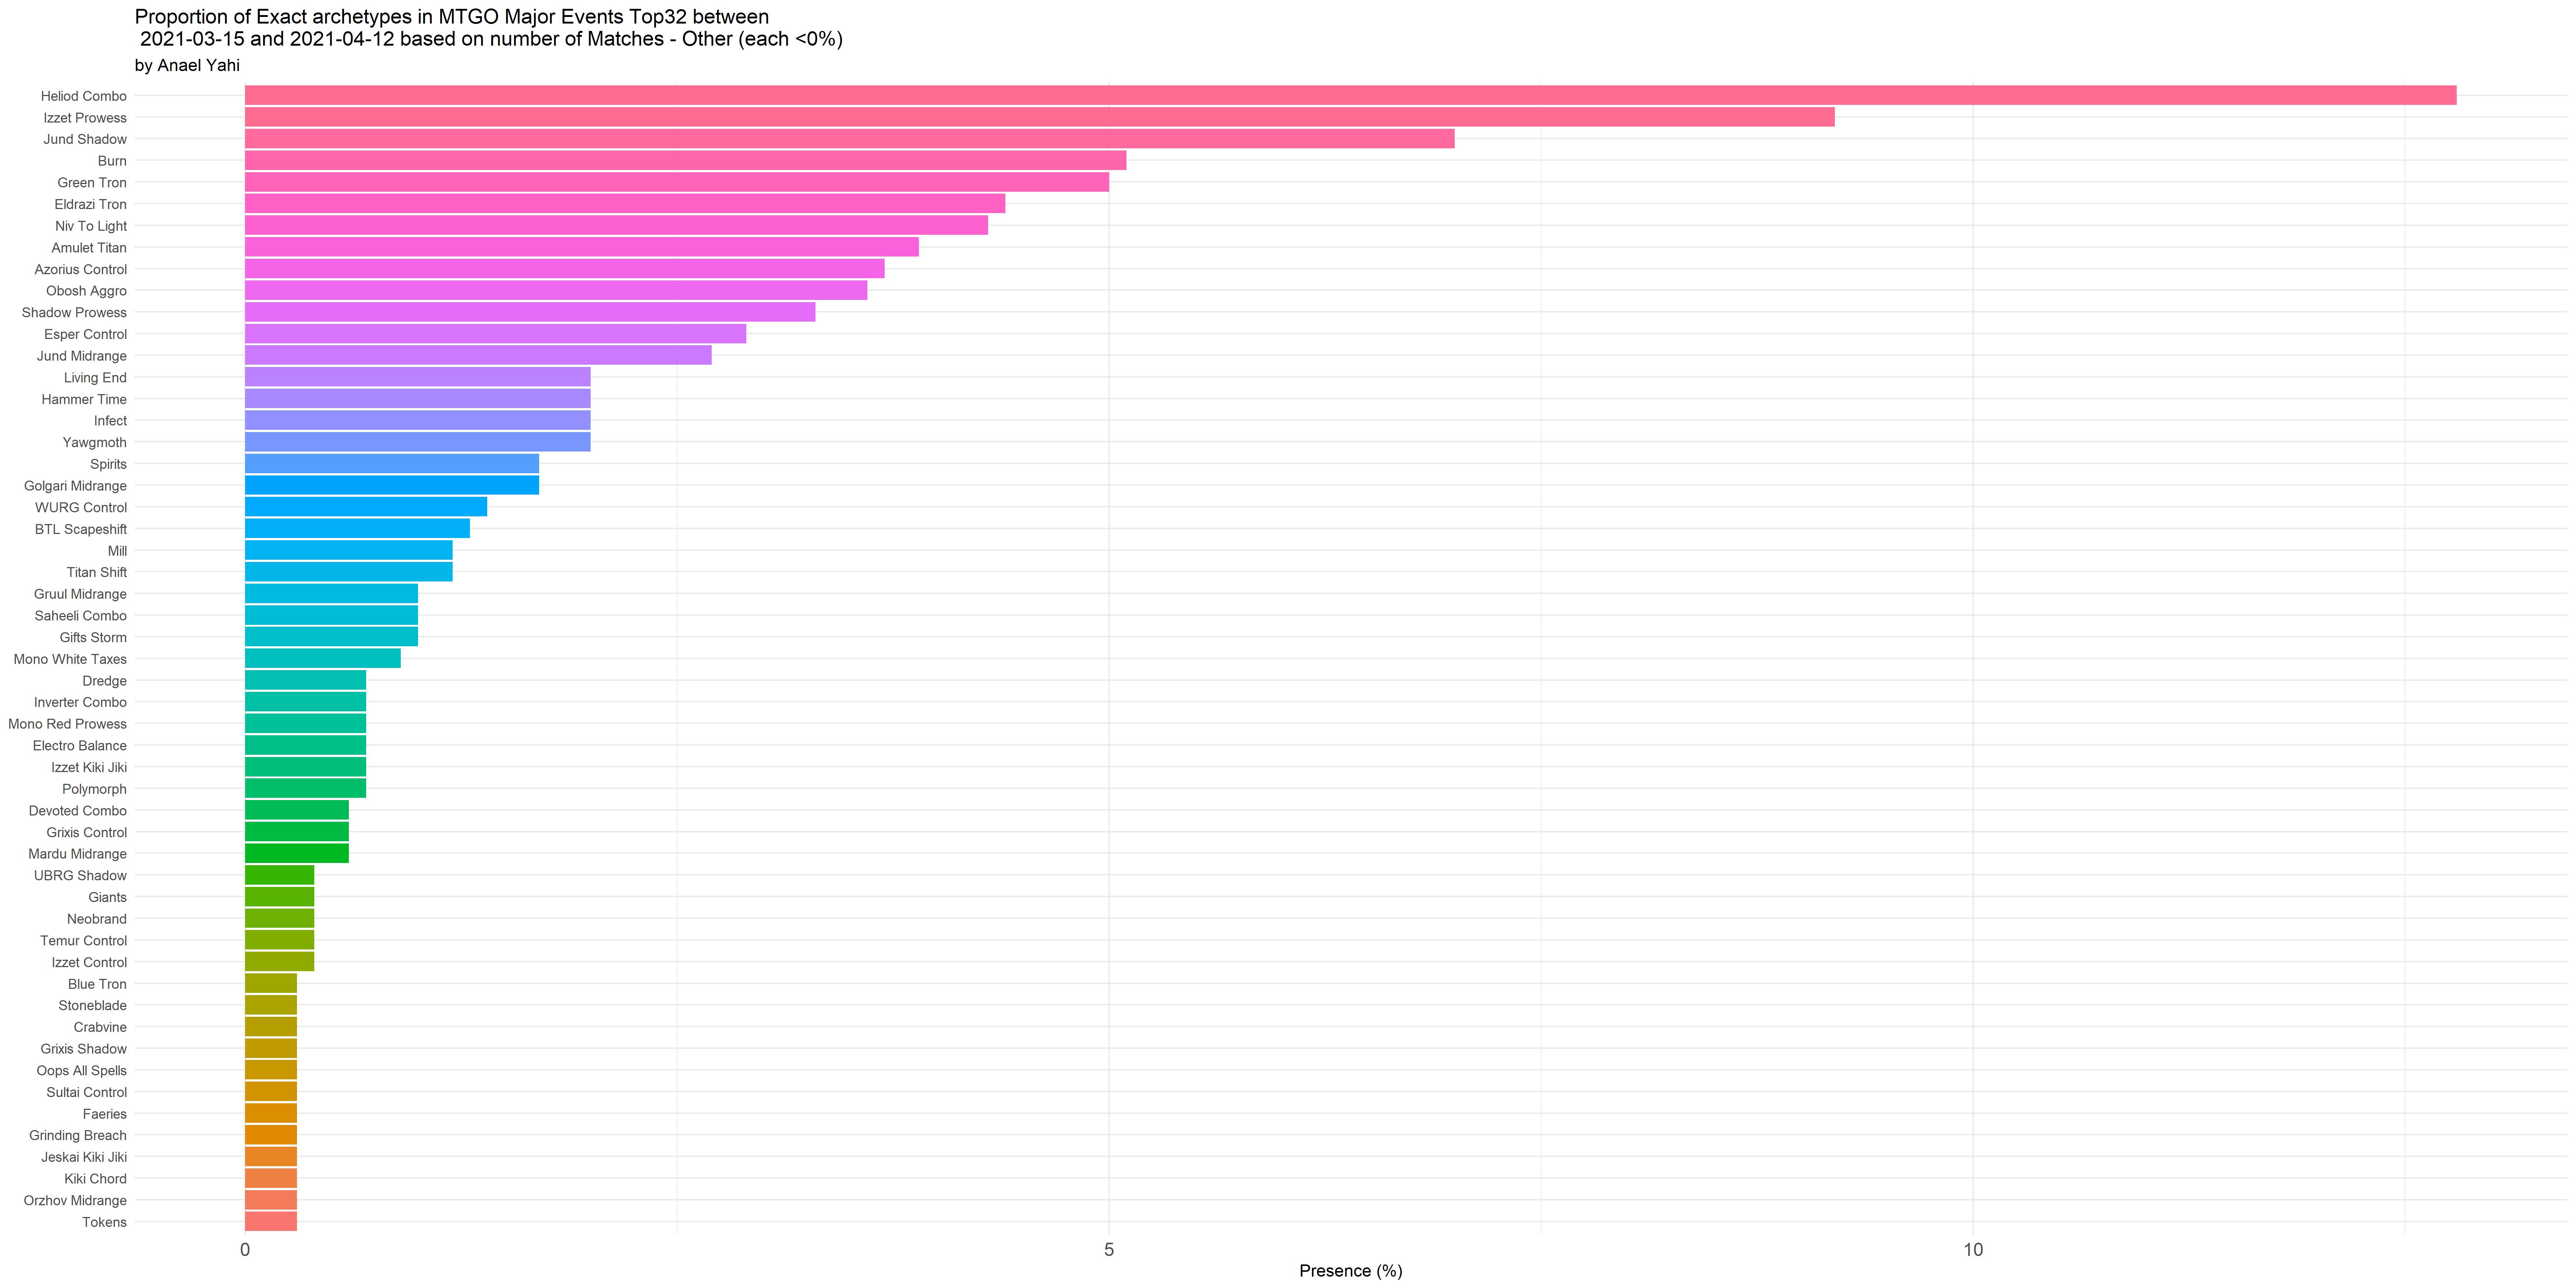 Proportion of Exact archetypes in MTGO Major Events Top32 between
2021-03-15 and 2021-04-12 based on number of Matches - Other (each <0%)
by Anael Yahi
Heliod Combo
Izzet Prowess
Jund Shadow
Burn
Green Tron
Eldrazi Tron
Niv To Light
Amulet Titan
Azorius Control
Obosh Aggro
Shadow Prowess
Esper Control
Jund Midrange
Living End
Hammer Time
Infect
Yawgmoth
Spirits
Golgari Midrange
WURG Control
BTL Scapeshift
Mill
Titan Shift
Gruul Midrange
Saheeli Combo
Gifts Storm
Mono White Taxes
Dredge
Inverter Combo
Mono Red Prowess
Electro Balance
Izzet Kiki Jiki
Polymorph
Devoted Combo
Grixis Control
Mardu Midrange
UBRG Shadow
Giants
Neobrand
Temur Control
Izzet Control
Blue Tron
Stoneblade
Crabvine
Grixis Shadow
Oops All Spells
Sultai Control
Faeries
Grinding Breach
Jeskai Kiki Jiki
Kiki Chord
Orzhov Midrange
Tokens
0 5 10
Presence (%)